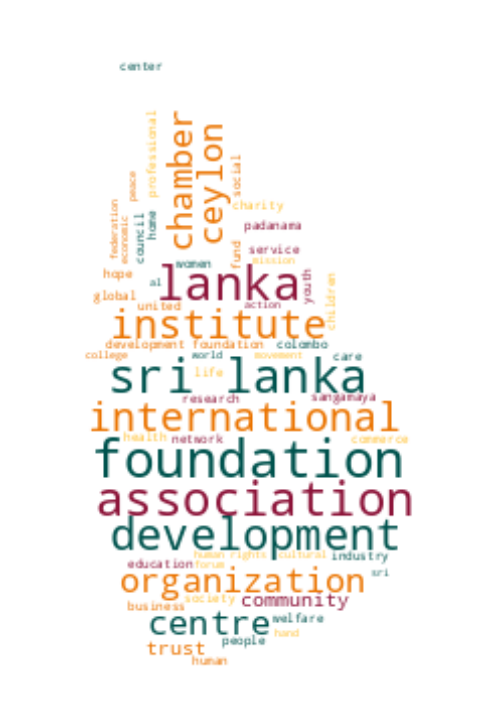 center
professional
chamber
ceylon
social
peace
charity
federation
economic
council
home
padanama
fund
service
mission
women
hope
al
lanka
youth
children
global
united
action
institute
development foundation
colombo
college
world
movement
care
sri lanka
life
research
sangamaya
international
health
network
commerce
foundation
association
development
human rights
cultural
industry
education
forum
sri
organization
society
community
business
centre
welfare
hand
people
trust
human